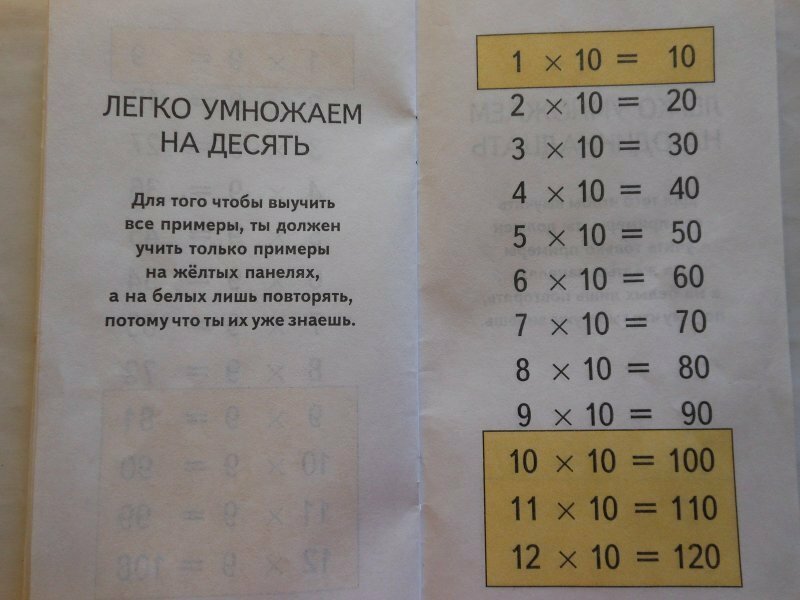 ЛЕГКО УМНОЖАЕМ
НА ДЕСЯТЬ
Для того чтобы выучить
все примеры, ты должен
учить только примеры
на жёлтых панелях,
а на белых лишь повторять,
потому что ты их уже знаешь.
1 × 10 = 10
2 × 10 = 20
3 × 10 = 30
4 × 10 = 40
5 × 10 = 50
6 × 10 = 60
7 × 10 = 70
8 × 10 = 80
9 × 10 = 90
10 × 10 = 100
11 × 10 = 110
12 × 10 = 120